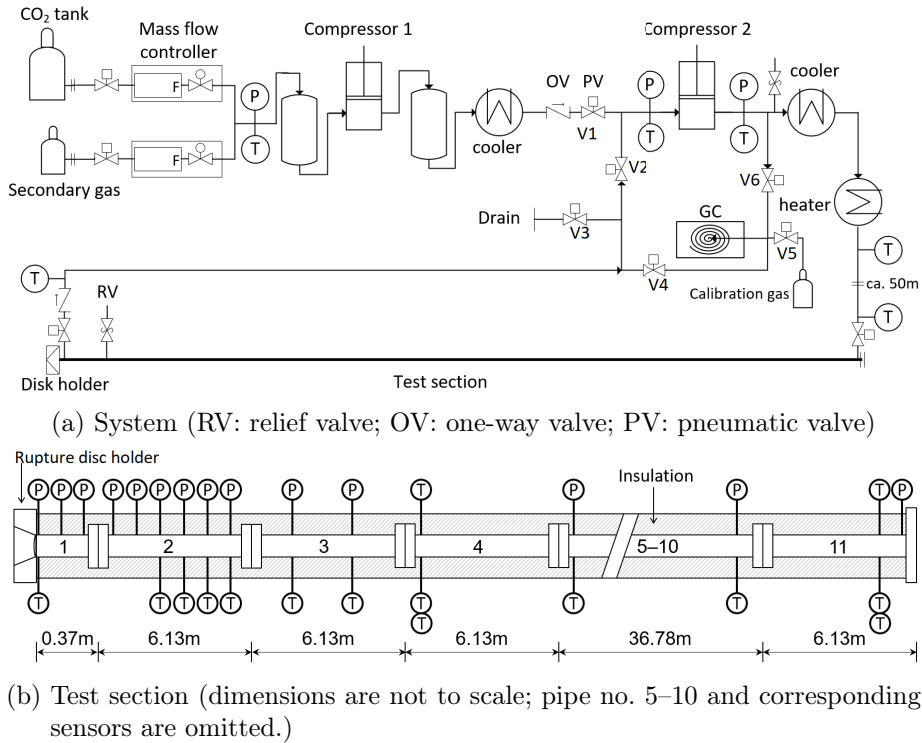 CO₂ tank
Mass flow
controller
Compressor 1
Compressor 2
F
P
T
OV
PV
P
T
P
T
cooler
cooler
V1
Secondary gas
F
V2
V6
heater
Drain
V3
GC
V5
T
T
ca. 50m
RV
V4
Calibration gas
T
Disk holder
Test section
(a) System (RV: relief valve; OV: one-way valve; PV: pneumatic valve)
Rupture disc holder
Insulation
P P P P P P P P P P P T P P T P
1 2 3 4 5–10 11
T T T T T T T T T T T
T T
0.37m 6.13m 6.13m 6.13m 36.78m 6.13m
(b) Test section (dimensions are not to scale; pipe no. 5–10 and corresponding
sensors are omitted.)